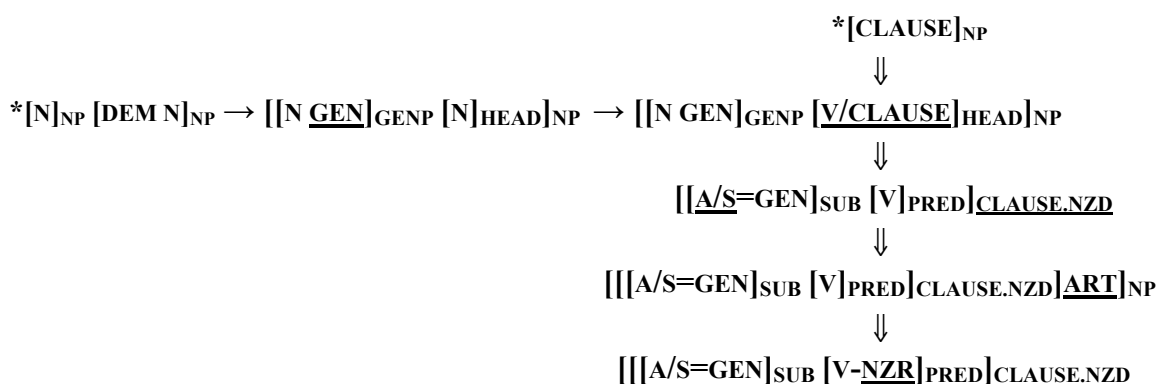 *[CLAUSE]NP
⇓
*[N]NP [DEM N]NP → [[N GEN]GENP [N]HEAD]NP → [[N GEN]GENP [V/CLAUSE]HEAD]NP
⇓
[[A/S=GEN]SUB [V]PRED]CLAUSE.NZD
⇓
[[[A/S=GEN]SUB [V]PRED]CLAUSE.NZD]ART]NP
⇓
[[[A/S=GEN]SUB [V-NZR]PRED]CLAUSE.NZD